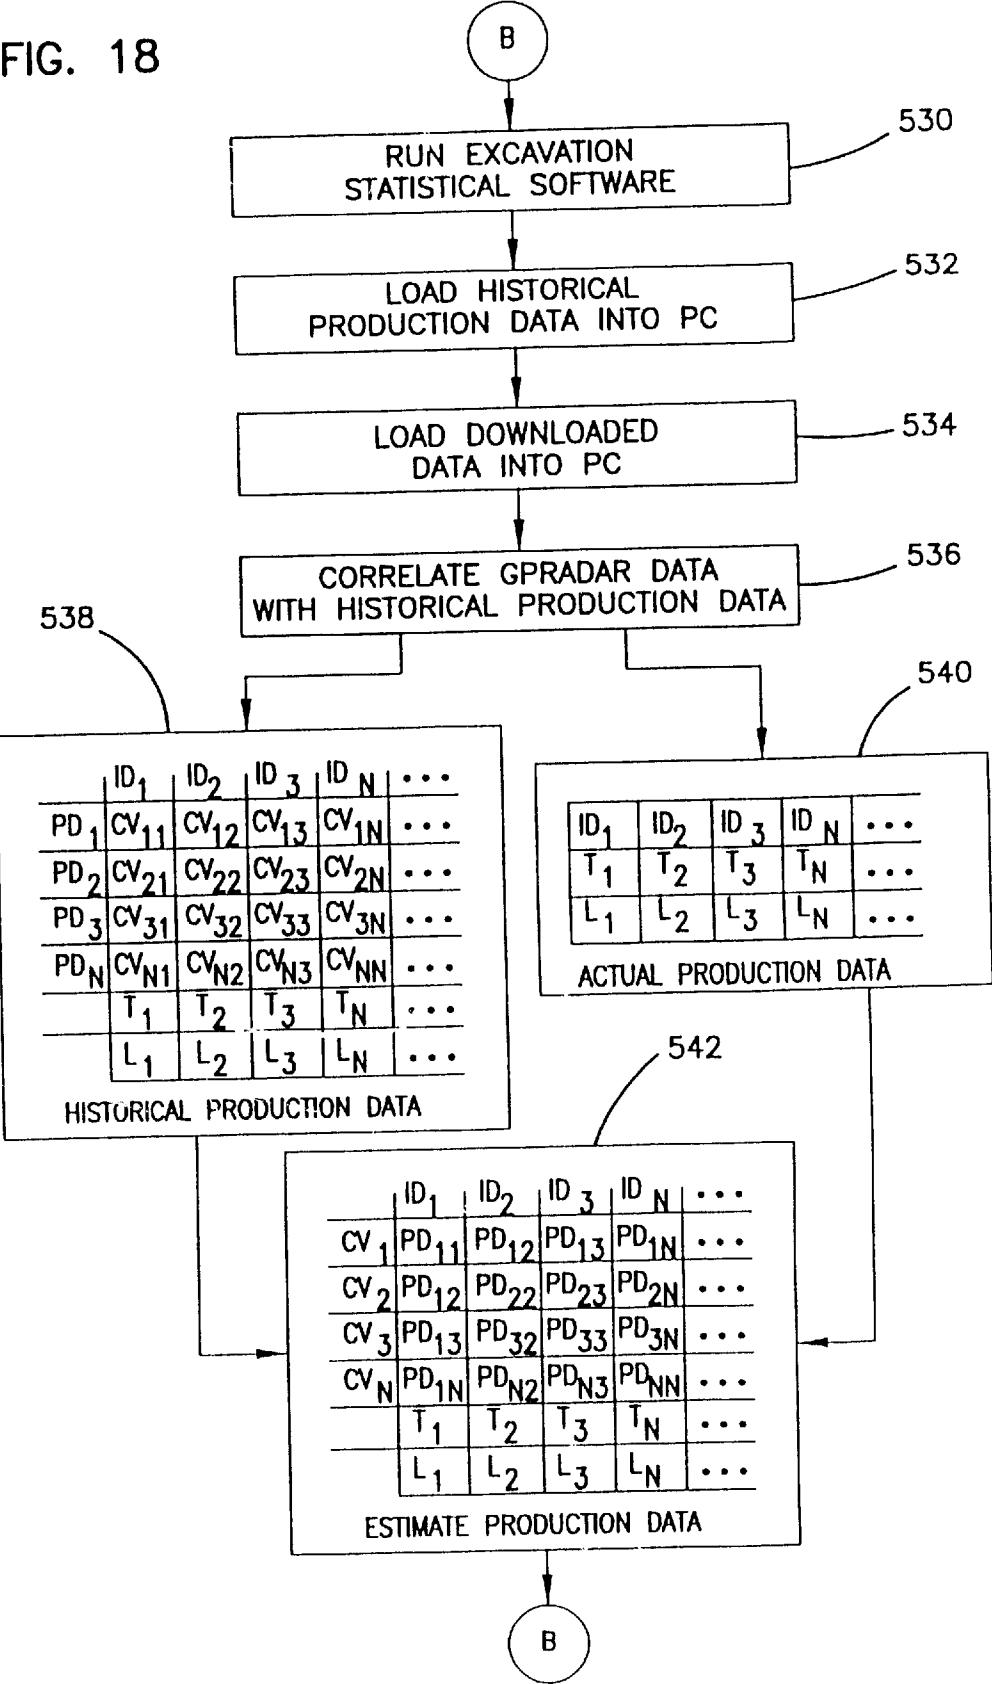 FIG. 18
B
530
RUN EXCAVATION
STATISTICAL SOFTWARE
532
LOAD HISTORICAL
PRODUCTION DATA INTO PC
534
LOAD DOWNLOADED
DATA INTO PC
536
CORRELATE GPRADAR DATA
WITH HISTORICAL PRODUCTION DATA
538
540
ID1 ID2 ID3 IDN •••
PD1 CV11 CV12 CV13 CV1N •••
PD2 CV21 CV22 CV23 CV2N •••
PD3 CV31 CV32 CV33 CV3N •••
PDN CVN1 CVN2 CVN3 CVNN •••
T1 T2 T3 TN •••
L1 L2 L3 LN •••
HISTORICAL PRODUCTION DATA
ID1 ID2 ID3 IDN •••
T1 T2 T3 TN •••
L1 L2 L3 LN •••
ACTUAL PRODUCTION DATA
542
ID1 ID2 ID3 IDN •••
CV1 PD11 PD12 PD13 PD1N •••
CV2 PD12 PD22 PD23 PD2N •••
CV3 PD13 PD32 PD33 PD3N •••
CVN PD1N PDN2 PDN3 PDNN •••
T1 T2 T3 TN •••
L1 L2 L3 LN •••
ESTIMATE PRODUCTION DATA
B